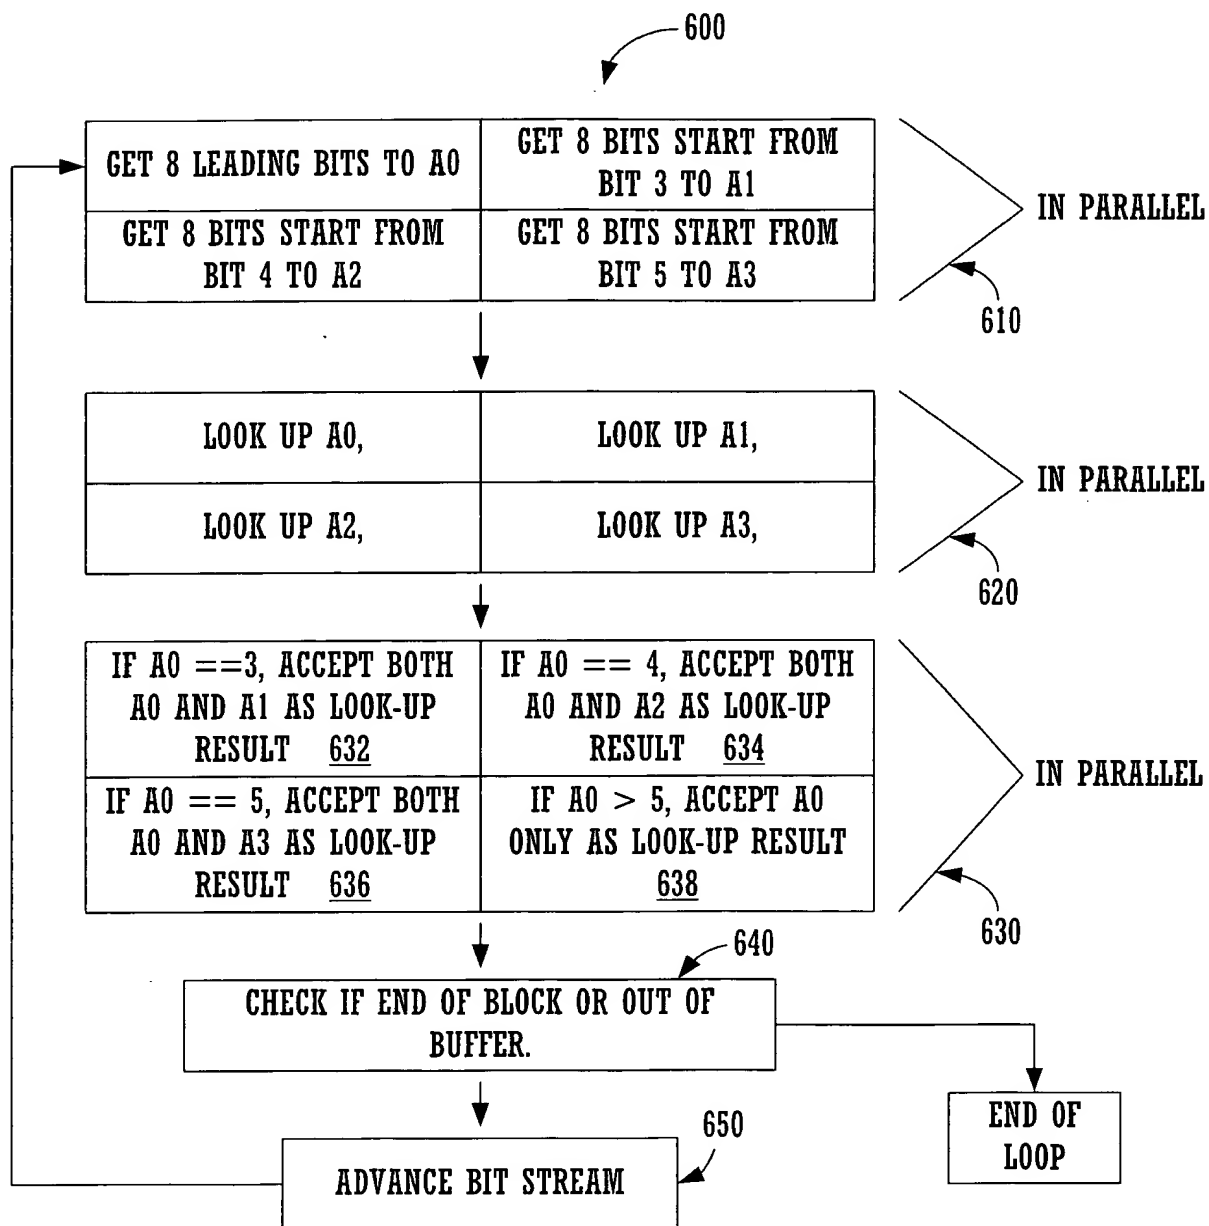 600
GET 8 LEADING BITS TO A0
GET 8 BITS START FROM
BIT 3 TO A1
GET 8 BITS START FROM
BIT 4 TO A2
GET 8 BITS START FROM
BIT 5 TO A3
IN PARALLEL
610
LOOK UP A0,
LOOK UP A1,
LOOK UP A2,
LOOK UP A3,
IN PARALLEL
620
IF A0 ==3, ACCEPT BOTH
A0 AND A1 AS LOOK-UP
RESULT 632
IF A0 == 4, ACCEPT BOTH
A0 AND A2 AS LOOK-UP
RESULT 634
IF A0 == 5, ACCEPT BOTH
A0 AND A3 AS LOOK-UP
RESULT 636
IF A0 > 5, ACCEPT A0
ONLY AS LOOK-UP RESULT
638
IN PARALLEL
630
640
CHECK IF END OF BLOCK OR OUT OF
BUFFER.
END OF
LOOP
650
ADVANCE BIT STREAM